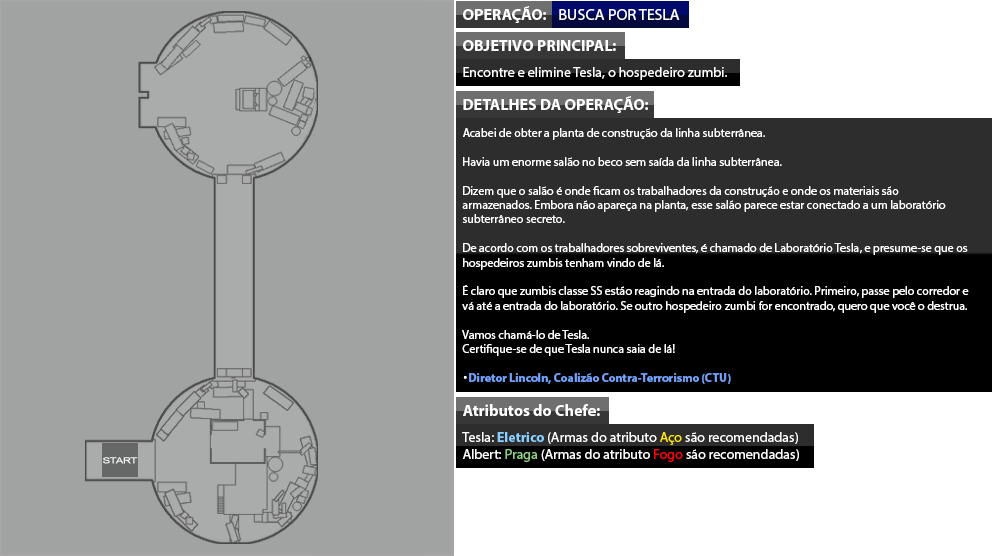 START
OPERAÇÃO: BUSCA POR TESLA
OBJETIVO PRINCIPAL:
Encontre e elimine Tesla, o hospedeiro zumbi.
DETALHES DA OPERAÇÃO:
Acabei de obter a planta de construção da linha subterrânea.
Havia um enorme salão no beco sem saída da linha subterrânea.
Dizem que o salão é onde ficam os trabalhadores da construção e onde os materiais são
armazenados. Embora não apareça na planta, esse salão parece estar conectado a um laboratório
subterrâneo secreto.
De acordo com os trabalhadores sobreviventes, é chamado de Laboratório Tesla, e presume-se que os
hospedeiros zumbis tenham vindo de lá.
É claro que zumbis classe SS estão reagindo na entrada do laboratório. Primeiro, passe pelo corredor e
vá até a entrada do laboratório. Se outro hospedeiro zumbi for encontrado, quero que você o destrua.
Vamos chamá-lo de Tesla.
Certifique-se de que Tesla nunca saia de lá!
•Diretor Lincoln, Coalizão Contra-Terrorismo (CTU)
Atributos do Chefe:
Tesla: Eletrico (Armas do atributo Aço são recomendadas)
Albert: Praga (Armas do atributo Fogo são recomendadas)